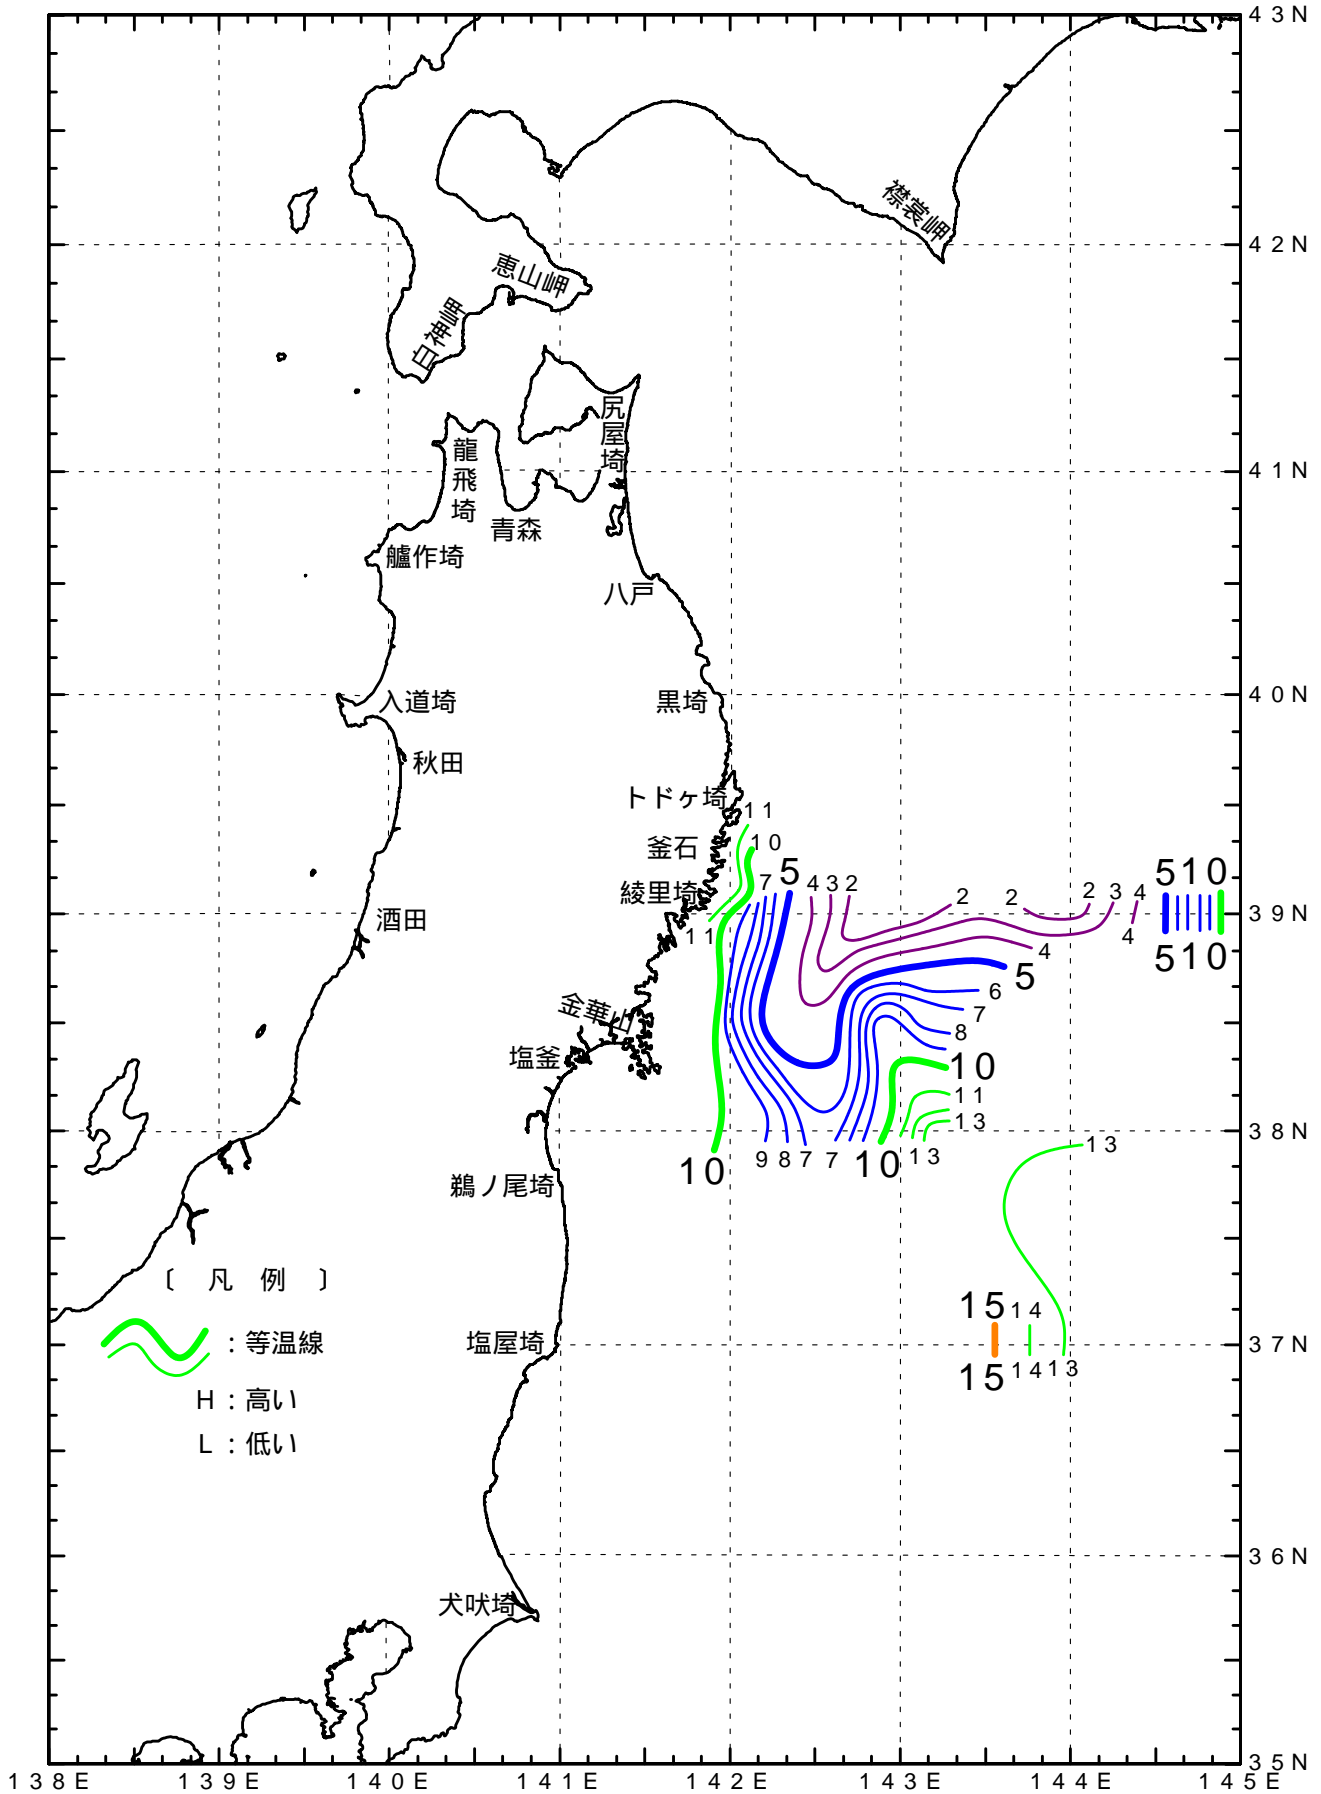 43N
襟裳岬
42N
恵山岬
白神岬
尻屋埼
龍飛埼
41N
青森
艫作埼
八戸
入道埼
黒埼
40N
秋田
トドヶ埼
11
釜石
10
綾里埼
7 5 4 3 2
2 2 2 3 4
510
酒田
39N
11
4
4
510
5
金華山
6
7
塩釜
8
10
11
13
38N
10 9 8 7 7 10 13
13
鵜ノ尾埼
〔 凡 例 〕
15 14
塩屋埼
:等温線
37N
15 14 13
H:高い
L:低い
36N
犬吠埼
35N
138E 139E 140E 141E 142E 143E 144E 145E